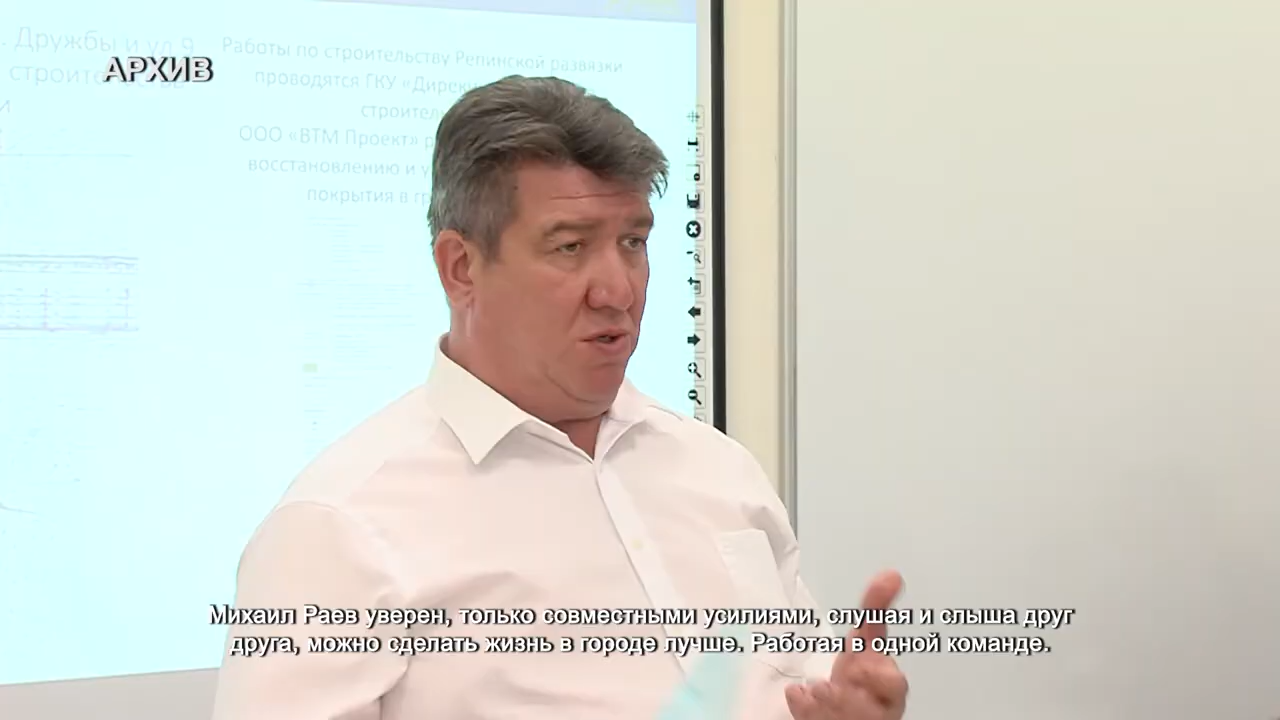 . Дружбы и ул 9
АРХИВ
Работы по строительству Репинской развязки
проводятся ГКУ «Дирек
строител
ООО «ВТМ Проект»
восстановлению и у
покрытия в г
Михаил Раев уверен, только совместными усилиями, слушая и слыша друг
друга, можно сделать жизнь в городе лучше. Работая в одной команде.